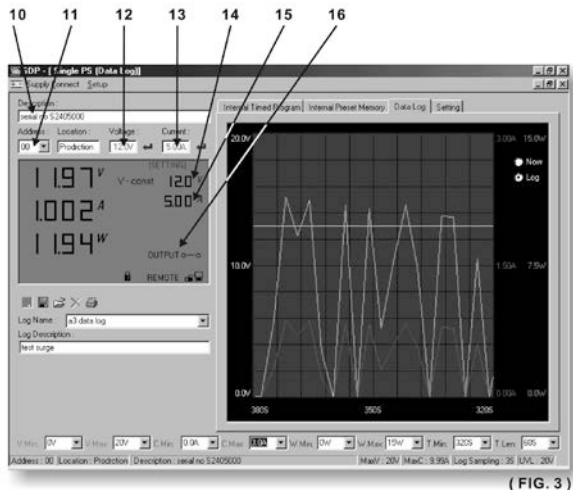 10 11 12 13 14 15 16
SDP - [ Single PS (Data Log)]
Supply Connect Setup
Description :
serial no S2405000
Address : Location : Voltage : Current :
00 Prodrction 12.0V 5.00A
Internal Timed Program Internal Preset Memory Data Log Setting
(SETTING)
11.97 V V-const 12.0 V
1.002 A 5.00 A
11.94 W
OUTPUT
REMOTE
Log Name : a3 data log
Log Description :
test surge
20.0V 3.00A 15.0W
Now
Log
10.0V 1.50A 7.5W
0.0V 0.00A 0.0W
380S 350S 320S
V.Min. 0V V.Max 20V C.Min. 0.0A C.Max 3.0A W.Min. 0W W.Max 15W T.Min. 320S T.Len. 60S
Address : 00 Location : Prodrction Description : serial no S2405000 MaxV : 20V MaxC : 9.99A Log Sampling : 3S UVL : 20V
( FIG. 3 )